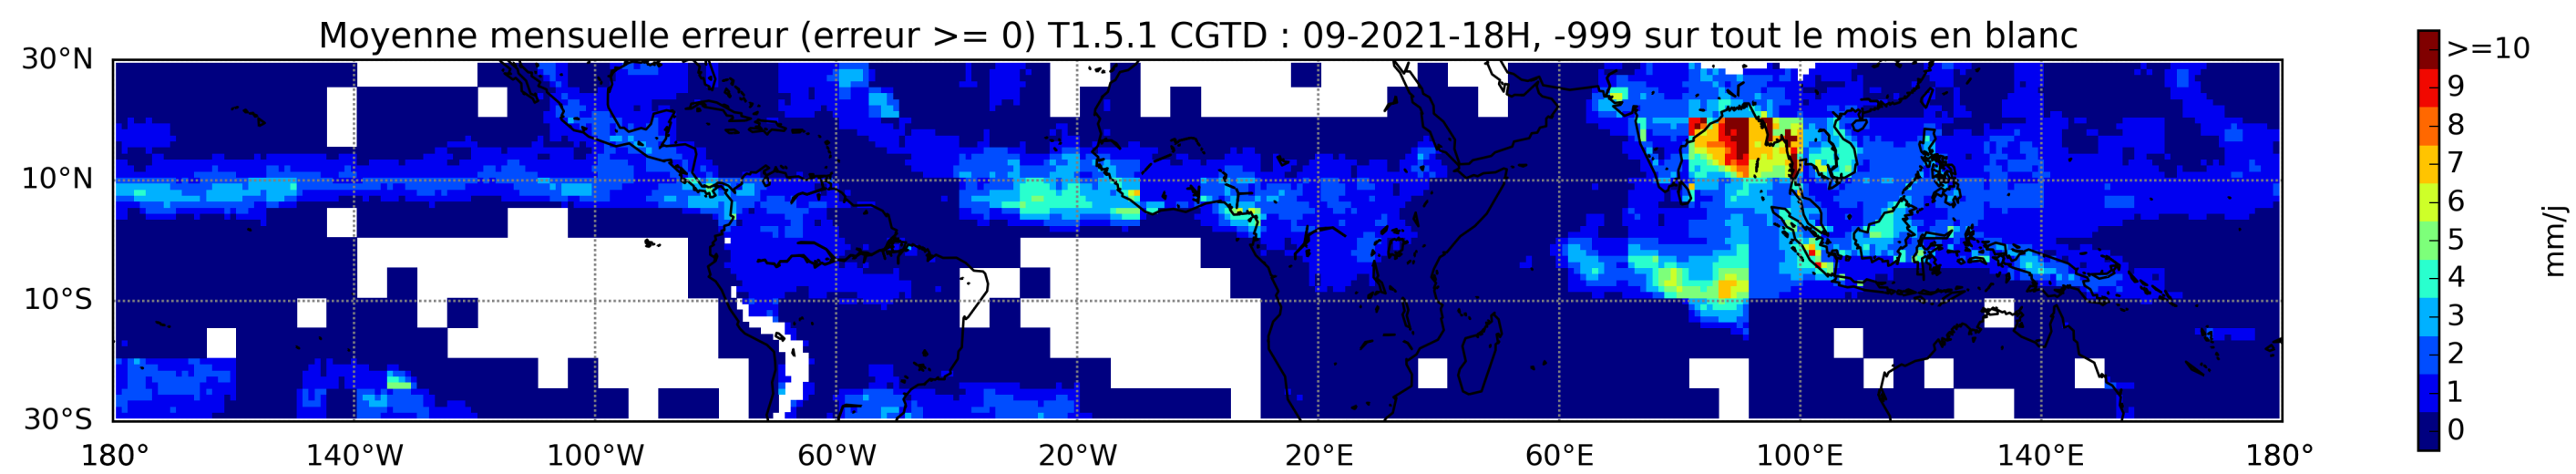 Moyenne mensuelle erreur (erreur >= 0) T1.5.1 CGTD : 09-2021-18H, -999 sur tout le mois en blanc
30°N
10°N
10°S
30°S
180° 140°W 100°W 60°W 20°W 20°E 60°E 100°E 140°E 180°
>=10
9
8
7
6
5
4
3
2
1
0
mm/j